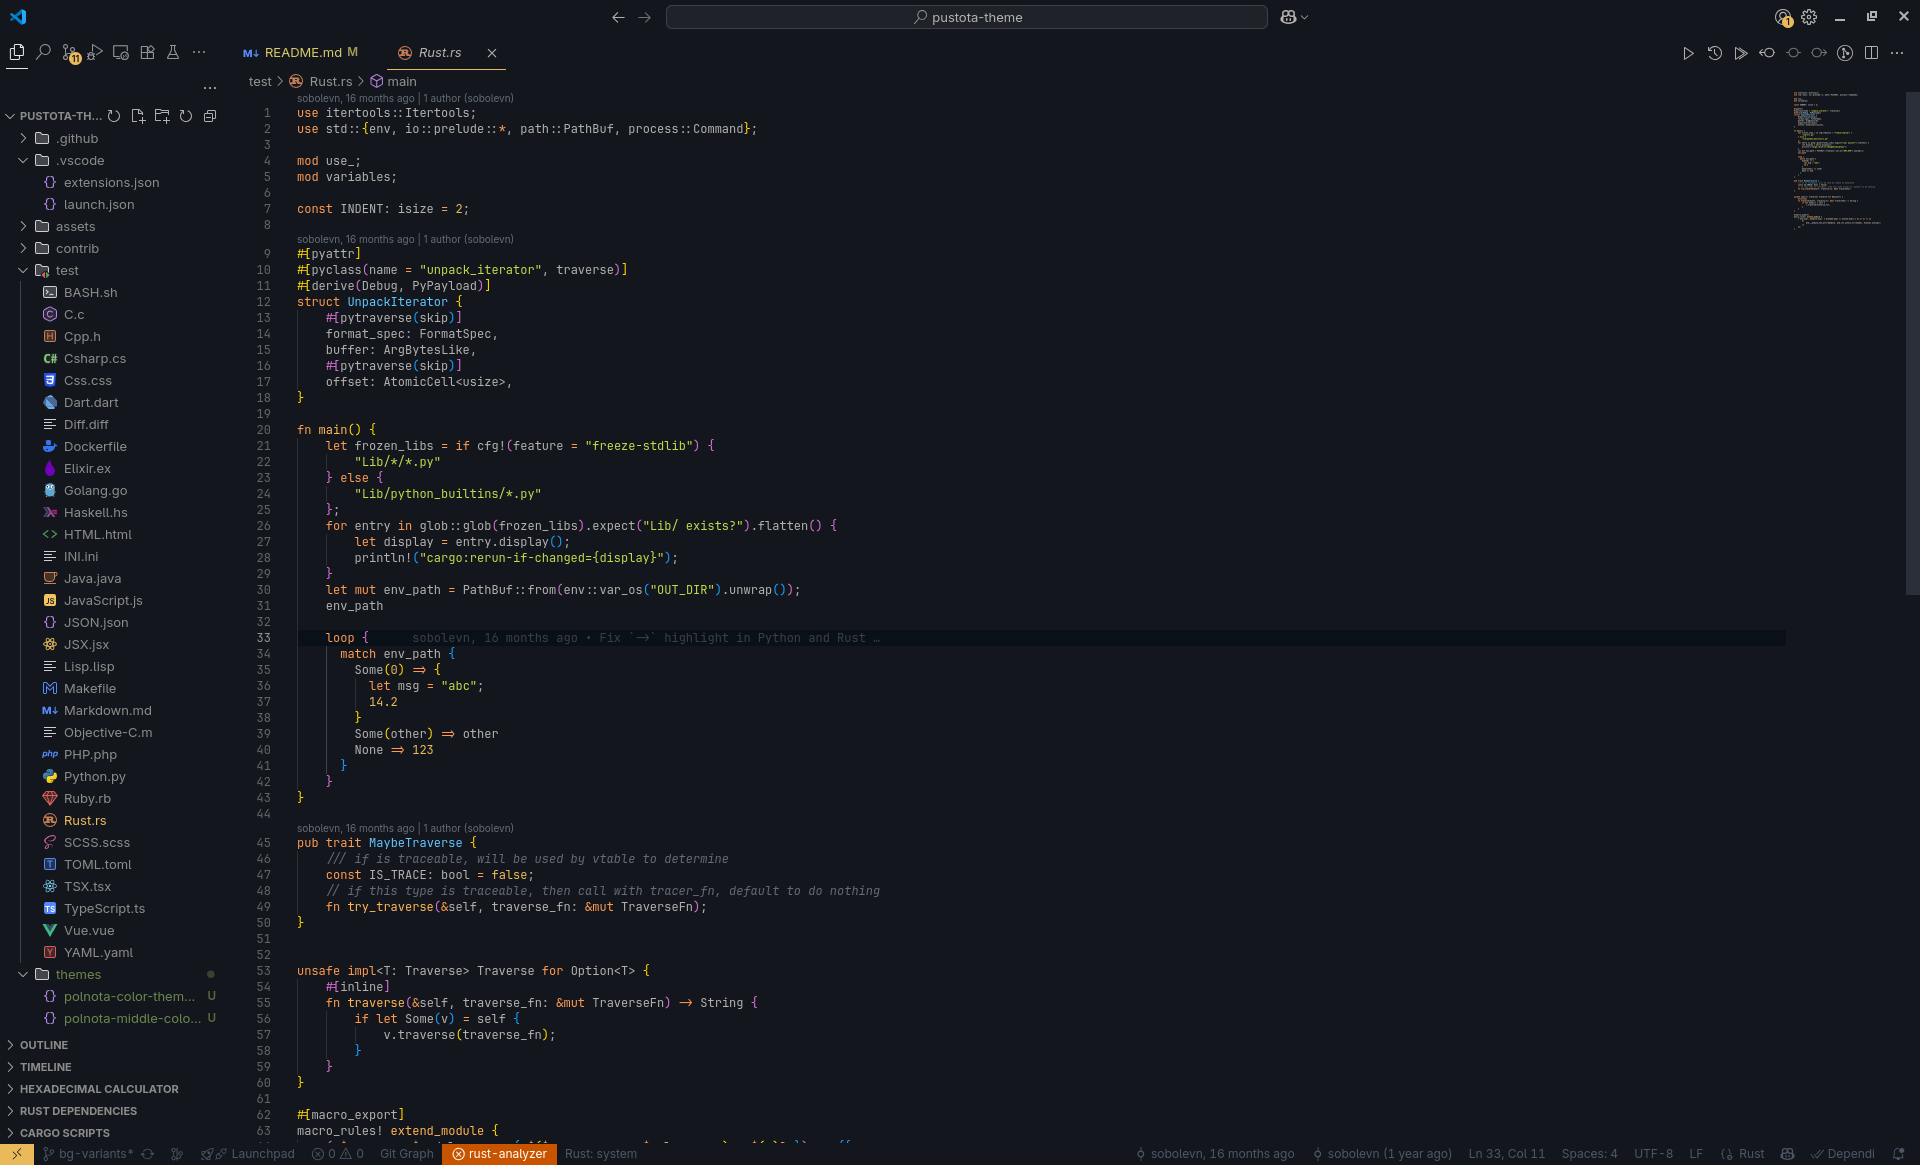 pustota-theme
1
11
README.md M
Rust.rs
test > Rust.rs > main
PUSTOTA-TH...
.github
.vscode
extensions.json
launch.json
assets
contrib
test
BASH.sh
C.c
Cpp.h
Csharp.cs
Css.css
Dart.dart
Diff.diff
Dockerfile
Elixir.ex
Golang.go
Haskell.hs
HTML.html
INI.ini
Java.java
JavaScript.js
JSON.json
JSX.jsx
Lisp.lisp
Makefile
Markdown.md
Objective-C.m
PHP.php
Python.py
Ruby.rb
Rust.rs
SCSS.scss
TOML.toml
TSX.tsx
TypeScript.ts
Vue.vue
YAML.yaml
themes
polnota-color-them... U
polnota-middle-colo... U
OUTLINE
TIMELINE
HEXADECIMAL CALCULATOR
RUST DEPENDENCIES
CARGO SCRIPTS
sobolevn, 16 months ago | 1 author (sobolevn)
1 use itertools::Itertools;
2 use std::{env, io::prelude::*, path::PathBuf, process::Command};
3
4 mod use_;
5 mod variables;
6
7 const INDENT: isize = 2;
8
sobolevn, 16 months ago | 1 author (sobolevn)
9 #[pyattr]
10 #[pyclass(name = "unpack_iterator", traverse)]
11 #[derive(Debug, PyPayload)]
12 struct UnpackIterator {
13 #[pytraverse(skip)]
14 format_spec: FormatSpec,
15 buffer: ArgBytesLike,
16 #[pytraverse(skip)]
17 offset: AtomicCell<usize>,
18 }
19
20 fn main() {
21 let frozen_libs = if cfg!(feature = "freeze-stdlib") {
22 "Lib/*/*.py"
23 } else {
24 "Lib/python_builtins/*.py"
25 };
26 for entry in glob::glob(frozen_libs).expect("Lib/ exists?").flatten() {
27 let display = entry.display();
28 println!("cargo:rerun-if-changed={display}");
29 }
30 let mut env_path = PathBuf::from(env::var_os("OUT_DIR").unwrap());
31 env_path
32
33 loop { sobolevn, 16 months ago • Fix `->` highlight in Python and Rust …
34 match env_path {
35 Some(0) => {
36 let msg = "abc";
37 14.2
38 }
39 Some(other) => other
40 None => 123
41 }
42 }
43 }
44
sobolevn, 16 months ago | 1 author (sobolevn)
45 pub trait MaybeTraverse {
46 /// if is traceable, will be used by vtable to determine
47 const IS_TRACE: bool = false;
48 // if this type is traceable, then call with tracer_fn, default to do nothing
49 fn try_traverse(&self, traverse_fn: &mut TraverseFn);
50 }
51
52
53 unsafe impl<T: Traverse> Traverse for Option<T> {
54 #[inline]
55 fn traverse(&self, traverse_fn: &mut TraverseFn) -> String {
56 if let Some(v) = self {
57 v.traverse(traverse_fn);
58 }
59 }
60 }
61
62 #[macro_export]
63 macro_rules! extend_module {
bg-variants* Launchpad 0 0 Git Graph rust-analyzer Rust: system sobolevn, 16 months ago sobolevn (1 year ago) Ln 33, Col 11 Spaces: 4 UTF-8 LF Rust Dependi